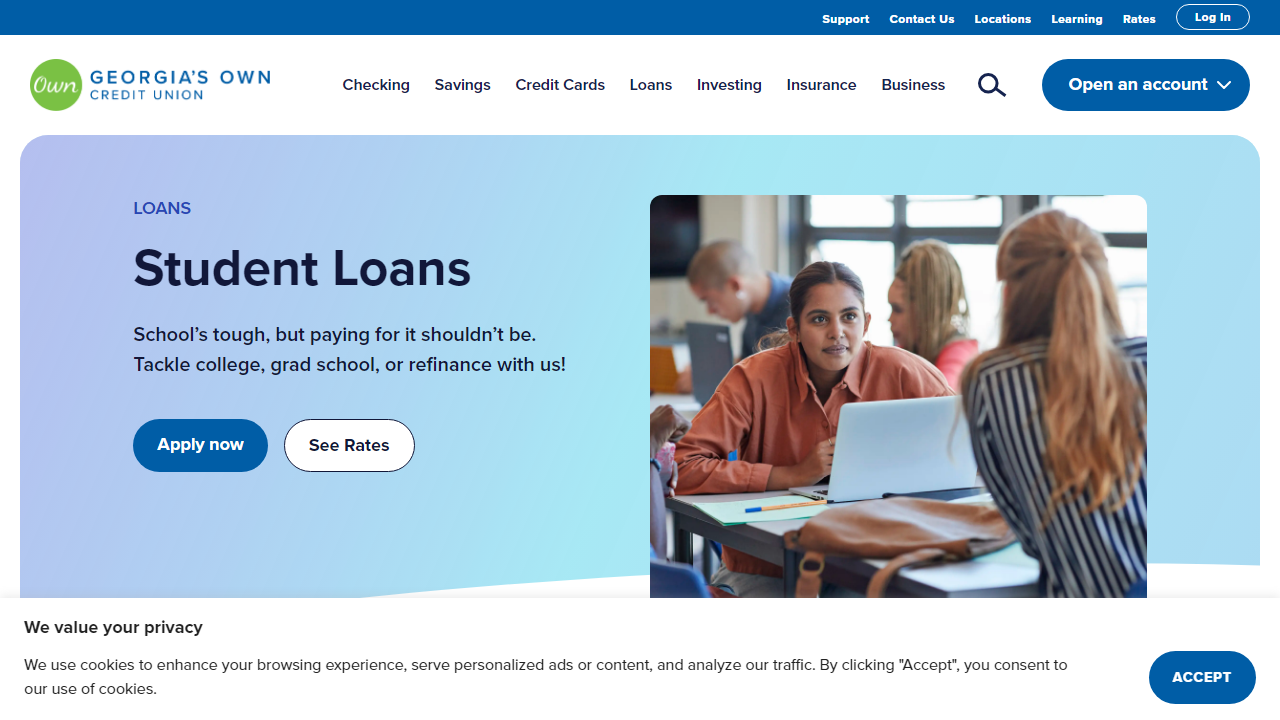 Support Contact Us Locations Learning Rates Log In
Own GEORGIA'S OWN
CREDIT UNION
Checking Savings Credit Cards Loans Investing Insurance Business
Open an account
LOANS
Student Loans
School’s tough, but paying for it shouldn’t be.
Tackle college, grad school, or refinance with us!
Apply now See Rates
We value your privacy
We use cookies to enhance your browsing experience, serve personalized ads or content, and analyze our traffic. By clicking "Accept", you consent to
our use of cookies.
ACCEPT